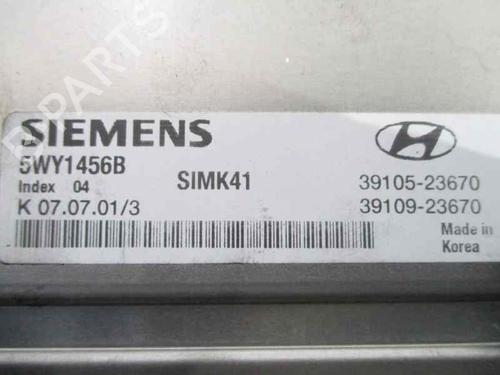 SIEMENS
5WY1456B
Index 04 SIMK41 39105-23670
K 07.07.01/3 39109-23670
Made in
Korea